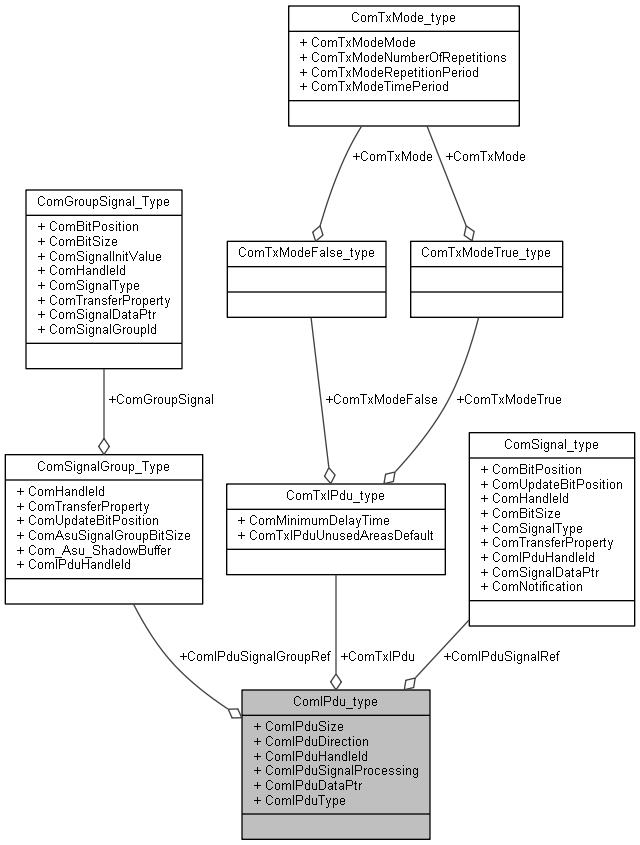 ComTxMode_type
+ ComTxModeMode
+ ComTxModeNumberOfRepetitions
+ ComTxModeRepetitionPeriod
+ ComTxModeTimePeriod
+ComTxMode
+ComTxMode
ComGroupSignal_Type
+ ComBitPosition
+ ComBitSize
+ ComSignalInitValue
+ ComHandleId
+ ComSignalType
+ ComTransferProperty
+ ComSignalDataPtr
+ ComSignalGroupId
ComTxModeFalse_type
ComTxModeTrue_type
+ComGroupSignal
+ComTxModeFalse
+ComTxModeTrue
ComSignalGroup_Type
+ ComHandleId
+ ComTransferProperty
+ ComUpdateBitPosition
+ ComAsuSignalGroupBitSize
+ Com_Asu_ShadowBuffer
+ ComIPduHandleId
ComTxIPdu_type
+ ComMinimumDelayTime
+ ComTxIPduUnusedAreasDefault
ComSignal_type
+ ComBitPosition
+ ComUpdateBitPosition
+ ComHandleId
+ ComBitSize
+ ComSignalType
+ ComTransferProperty
+ ComIPduHandleId
+ ComSignalDataPtr
+ ComNotification
+ComIPduSignalGroupRef
+ComTxIPdu
+ComIPduSignalRef
ComIPdu_type
+ ComIPduSize
+ ComIPduDirection
+ ComIPduHandleId
+ ComIPduSignalProcessing
+ ComIPduDataPtr
+ ComIPduType